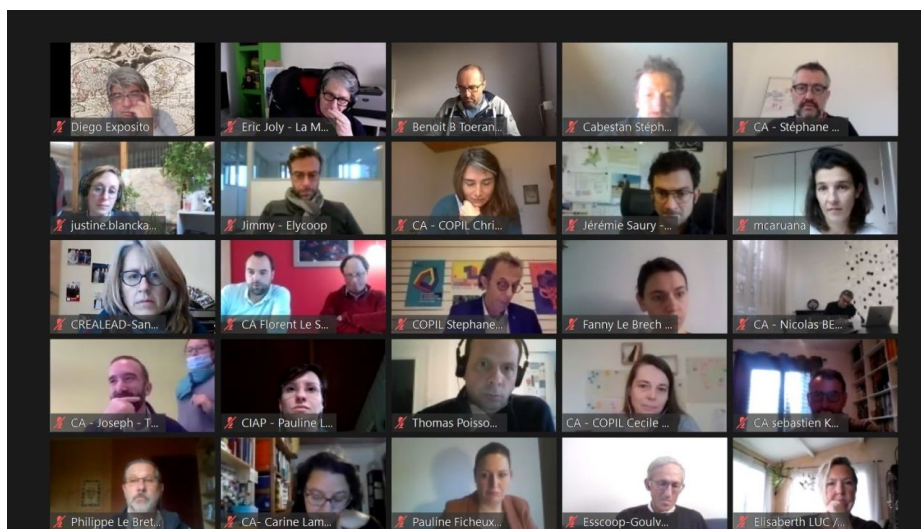 Diego Exposito
Eric Joly - La M...
Benoit B Toeran...
Cabestan Stéph...
CA - Stéphane ...
justine.blancka...
Jimmy - Elycoop
CA - COPIL Chri...
Jérémie Saury -...
mcaruana
CREALEAD-San...
CA Florent Le S...
COPIL Stephane...
Fanny Le Brech ...
CA - Nicolas BE...
CA - Joseph - T...
CIAP - Pauline L...
Thomas Poisso...
CA - COPIL Cecile ...
CA sebastien K...
Philippe Le Bret...
CA- Carine Lam...
Pauline Ficheux...
Esscoop-Goulv...
Elisaberth LUC /...